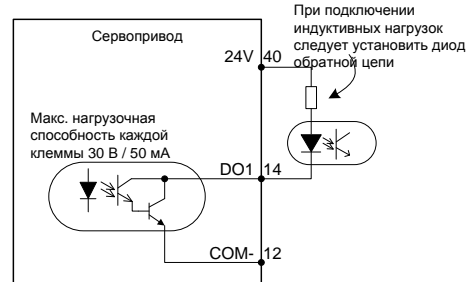 При подключении
индуктивных нагрузок
следует установить диод
обратной цепи
Сервопривод
24V 40
Макс. нагрузочная
способность каждой
клеммы 30 В / 50 мА
DO1 14
COM- 12